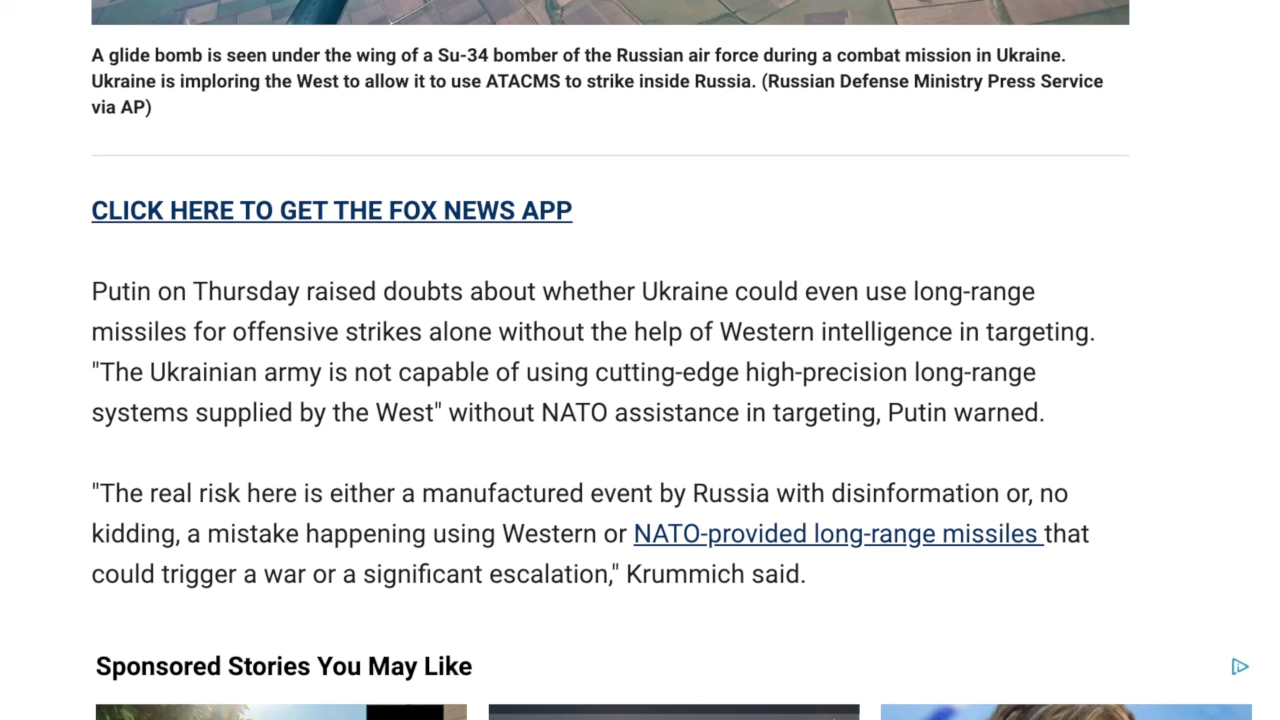 A glide bomb is seen under the wing of a Su-34 bomber of the Russian air force during a combat mission in Ukraine.
Ukraine is imploring the West to allow it to use ATACMS to strike inside Russia. (Russian Defense Ministry Press Service
via AP)
CLICK HERE TO GET THE FOX NEWS APP
Putin on Thursday raised doubts about whether Ukraine could even use long-range
missiles for offensive strikes alone without the help of Western intelligence in targeting.
"The Ukrainian army is not capable of using cutting-edge high-precision long-range
systems supplied by the West" without NATO assistance in targeting, Putin warned.
"The real risk here is either a manufactured event by Russia with disinformation or, no
kidding, a mistake happening using Western or NATO-provided long-range missiles that
could trigger a war or a significant escalation," Krummich said.
Sponsored Stories You May Like